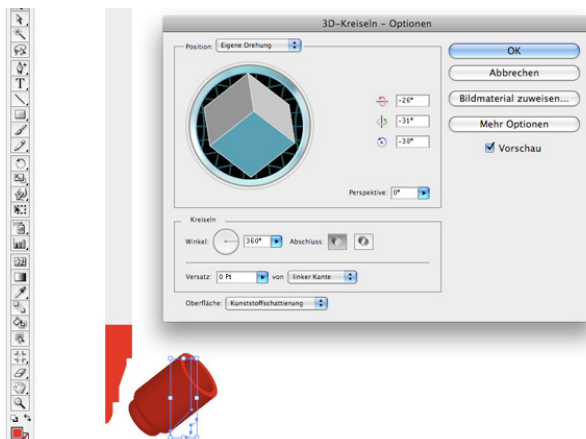 3D-Kreiseln – Optionen
Position: Eigene Drehung
OK
Abbrechen
Bildmaterial zuweisen...
Mehr Optionen
Vorschau
-26°
-31°
-38°
Perspektive: 0°
Kreiseln
Winkel: 360° Abschluss:
Versatz: 0 Pt von linker Kante
Oberfläche: Kunststoffschattierung
T